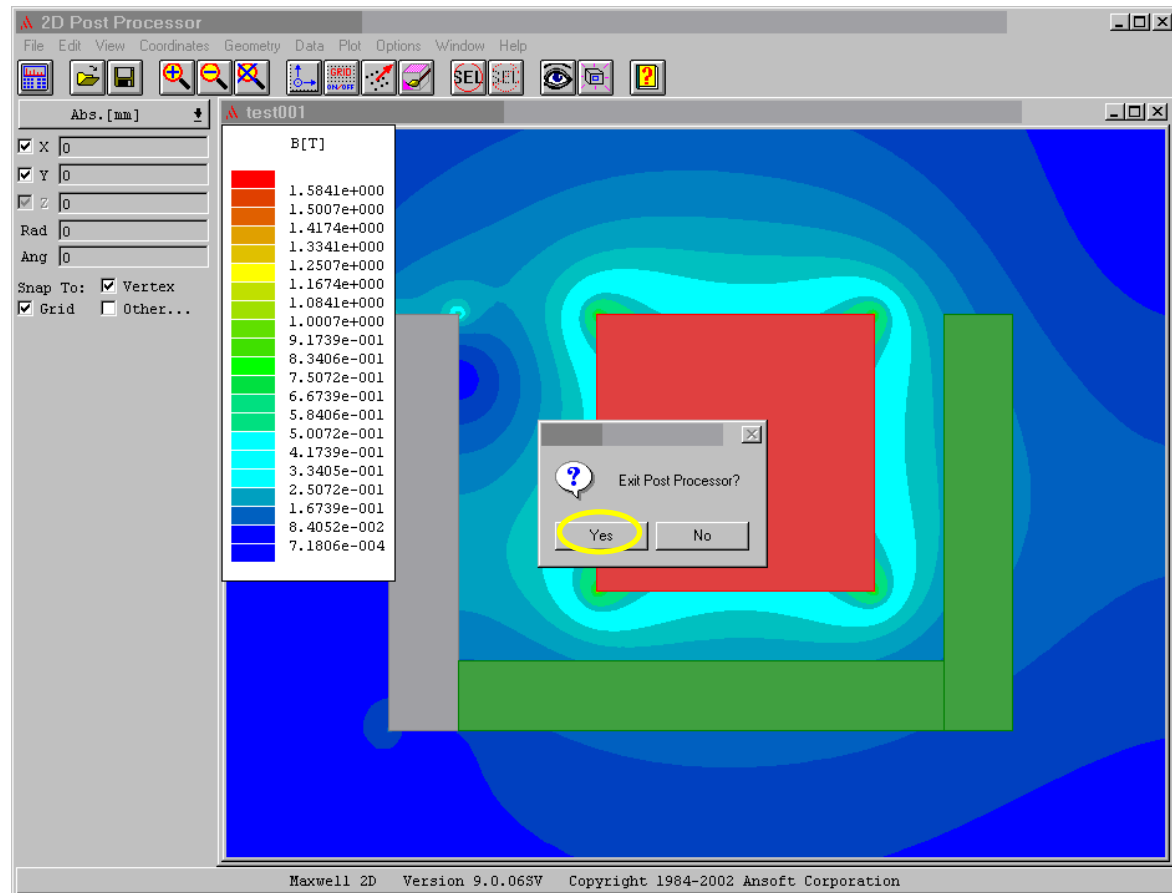 2D Post Processor
File Edit View Coordinates Geometry Data Plot Options Window Help
GRID
ON/OFF
SEL
SEL
Abs.[mm]
test001
X 0
Y 0
Z 0
Rad 0
Ang 0
Snap To: Vertex
Grid Other...
B[T]
1.5841e+000
1.5007e+000
1.4174e+000
1.3341e+000
1.2507e+000
1.1674e+000
1.0841e+000
1.0007e+000
9.1739e-001
8.3406e-001
7.5072e-001
6.6739e-001
5.8406e-001
5.0072e-001
4.1739e-001
3.3405e-001
2.5072e-001
1.6739e-001
8.4052e-002
7.1806e-004
Exit Post Processor?
Yes No
Maxwell 2D Version 9.0.06SV Copyright 1984-2002 Ansoft Corporation